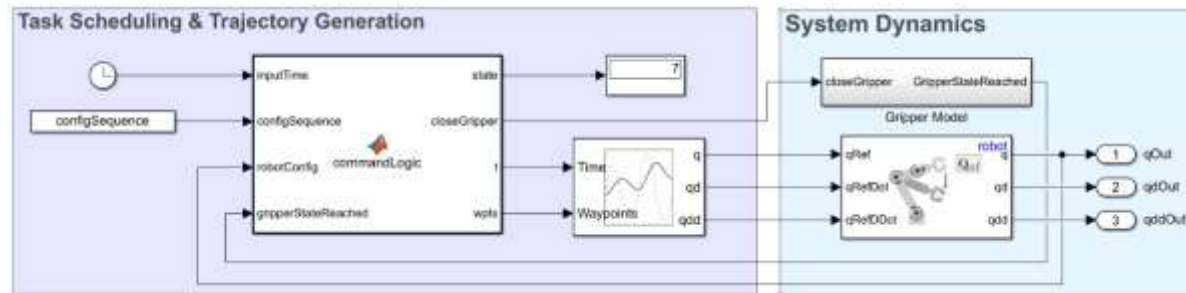 Task Scheduling & Trajectory Generation
inputTime
configSequence
configSequence
robotConfig
gripperStateReached
commandLogic
state
closeGripper
t
wpts
7
Time
Waypoints
q
qd
qdd
System Dynamics
closeGripper
GripperStateReached
Gripper Model
qRef
qRefDot
qRefDDot
robot
q
qd
qdd
1
qOut
2
qdOut
3
qddOut